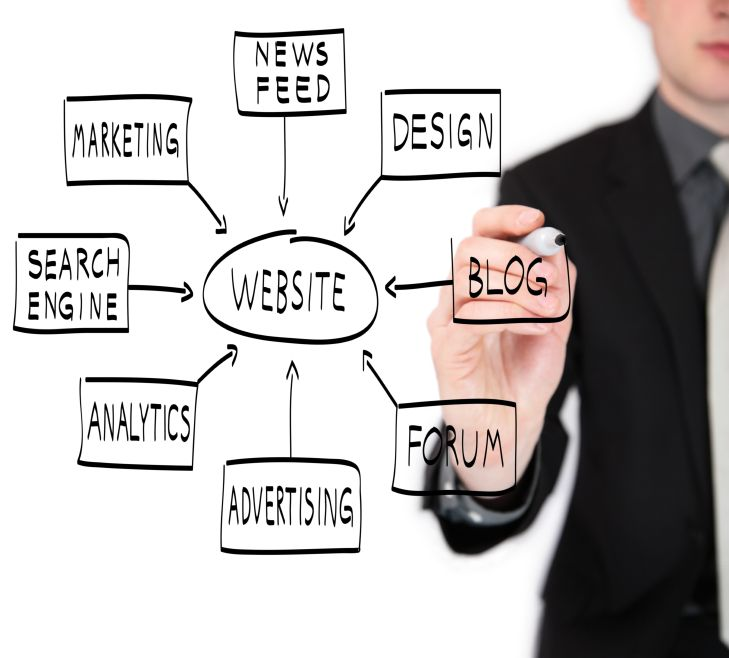 NEWS
FEED
MARKETING
DESIGN
SEARCH
ENGINE
WEBSITE
BLOG
ANALYTICS
FORUM
ADVERTISING